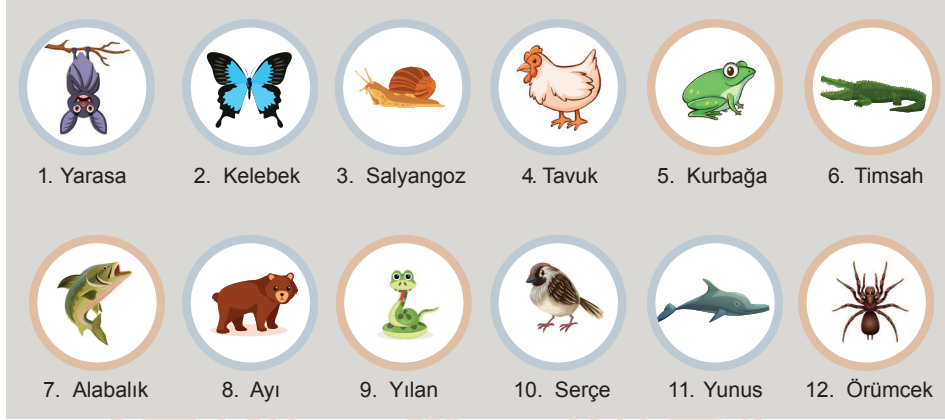 1. Yarasa 2. Kelebek 3. Salyangoz 4. Tavuk 5. Kurbağa 6. Timsah
7. Alabalık 8. Ayı 9. Yılan 10. Serçe 11. Yunus 12. Örümcek